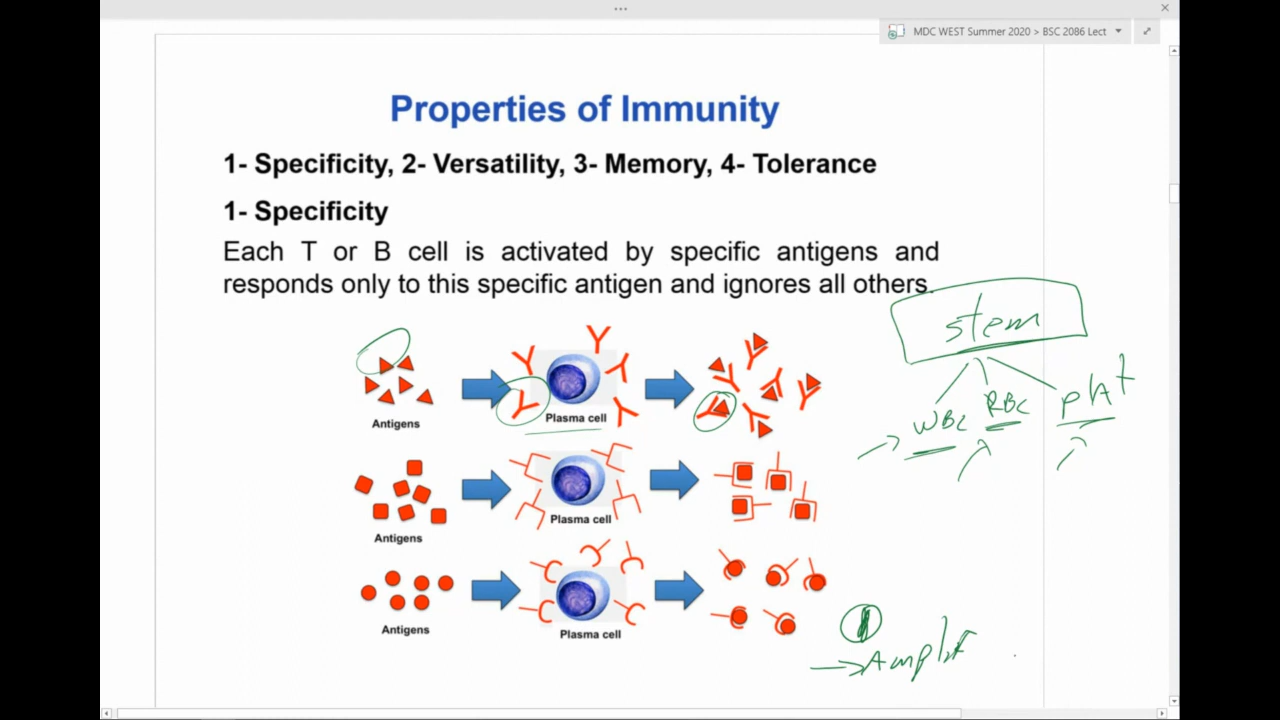 MDC WEST Summer 2020 > BSC 2086 Lect
Properties of Immunity
1- Specificity, 2- Versatility, 3- Memory, 4- Tolerance
1- Specificity
Each T or B cell is activated by specific antigens and
responds only to this specific antigen and ignores all others.
stem
WBC RBC plat
Antigens
Plasma cell
Antigens
Plasma cell
Antigens
Plasma cell
1